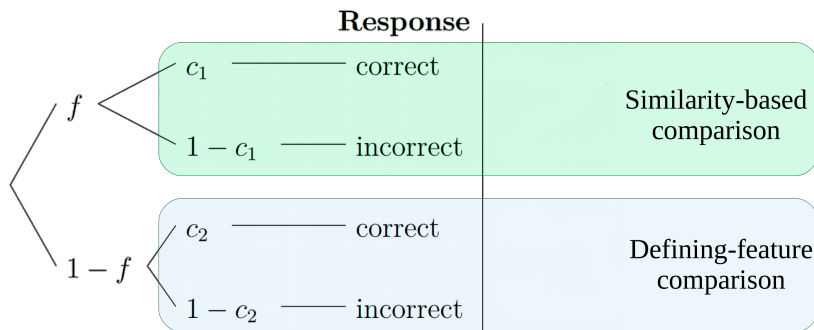 Response
f
c₁ correct
1 − c₁ incorrect
Similarity-based
comparison
1 − f
c₂ correct
1 − c₂ incorrect
Defining-feature
comparison